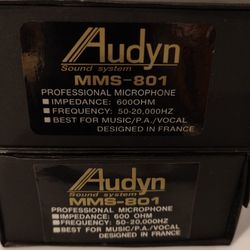 Audyn
Sound system
MMS-801
PROFESSIONAL MICROPHONE
IMPEDANCE: 600OHM
FREQUENCY: 50-20,000HZ
BEST FOR MUSIC/P.A./VOCAL
DESIGNED IN FRANCE
Audyn
Sound system
MMS-801
PROFESSIONAL MICROPHONE
IMPEDANCE: 600 OHM
FREQUENCY: 50-20,000HZ
BEST FOR MUSIC/P.A./VOCAL
DESIGNED IN FRANCE